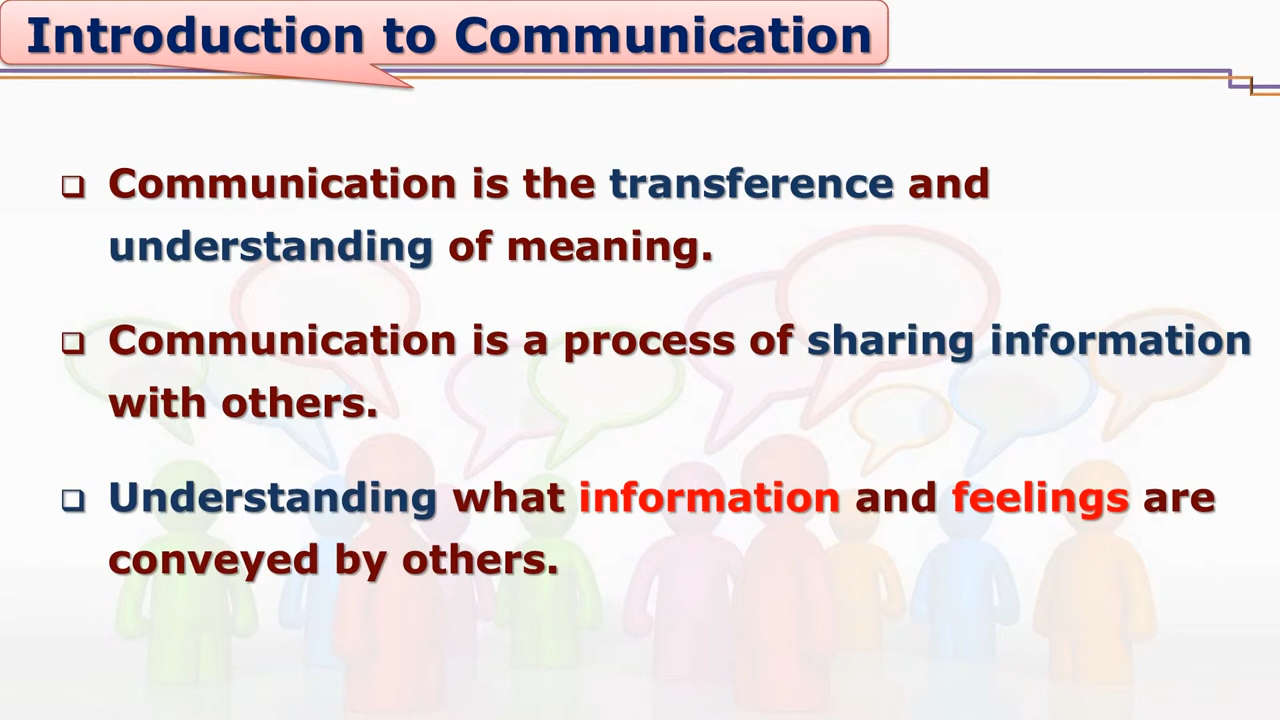 Introduction to Communication
Communication is the transference and
understanding of meaning.
Communication is a process of sharing information
with others.
Understanding what information and feelings are
conveyed by others.